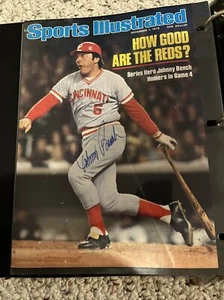 Sports Illustrated
HOW GOOD
ARE THE REDS?
Series Hero Johnny Bench
Homers in Game 4
CINCINNATI
5
Johnny Bench